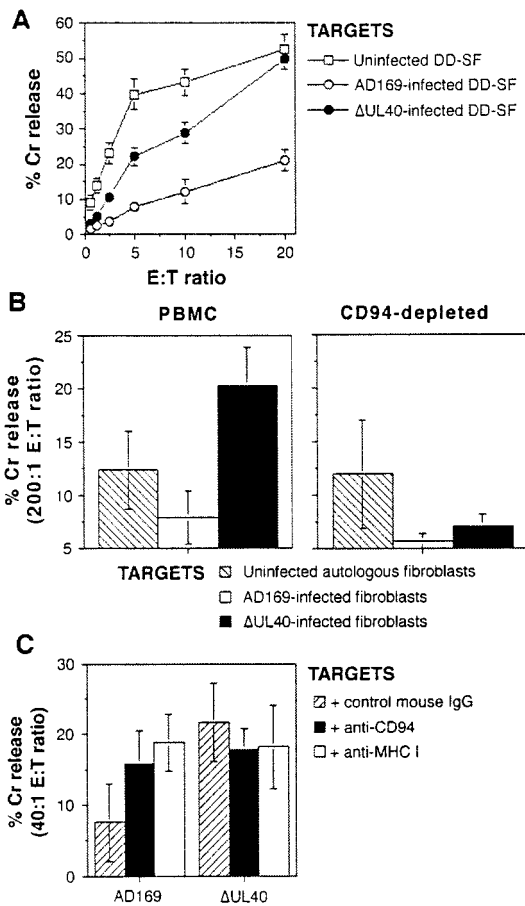 A
% Cr release
60
50
40
30
20
10
0
0
5
10
15
20
E:T ratio
TARGETS
Uninfected DD-SF
AD169-infected DD-SF
ΔUL40-infected DD-SF
B
PBMC
CD94-depleted
% Cr release
(200:1 E:T ratio)
25
20
15
10
5
TARGETS
Uninfected autologous fibroblasts
AD169-infected fibroblasts
ΔUL40-infected fibroblasts
C
% Cr release
(40:1 E:T ratio)
30
20
10
0
AD169
ΔUL40
TARGETS
+ control mouse IgG
+ anti-CD94
+ anti-MHC I